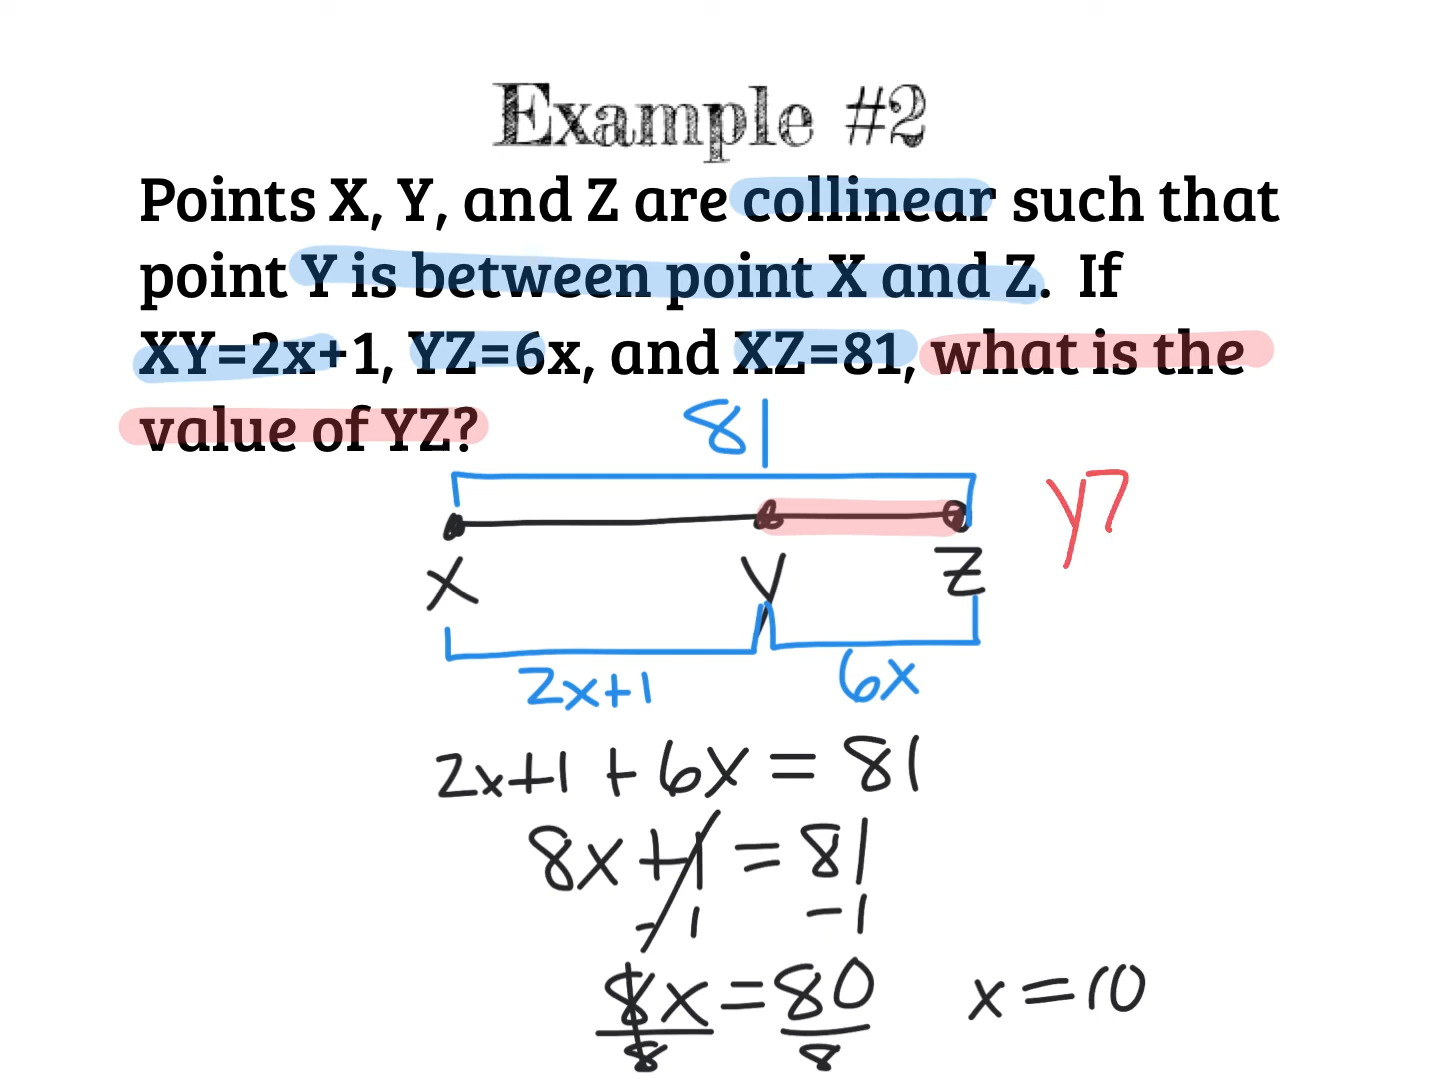 Example #2
Points X, Y, and Z are collinear such that
point Y is between point X and Z. If
XY=2x+1, YZ=6x, and XZ=81, what is the
value of YZ?
81
X Y Z
2x+1 6x
2x+1 + 6x = 81
8x +1 = 81
-1 -1
8x = 80 x = 10
8 8